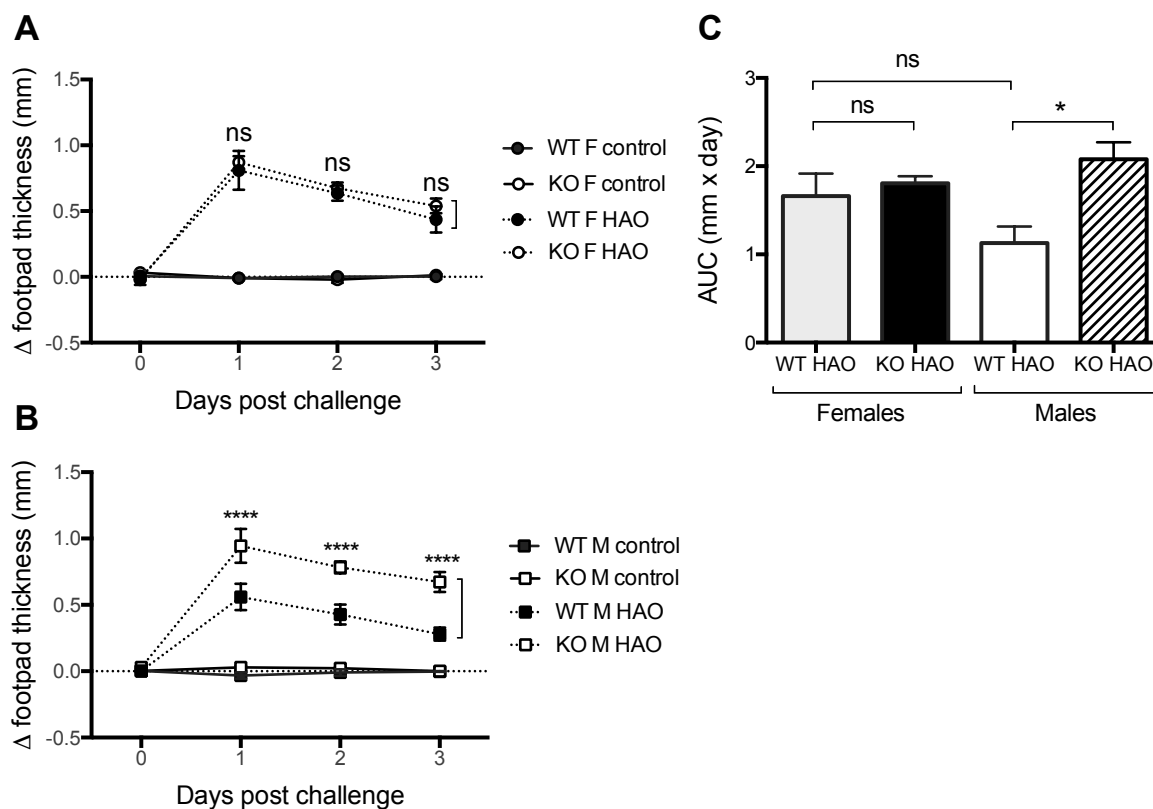 A
Δ footpad thickness (mm)
1.5
1.0
0.5
0.0
-0.5
ns
ns
ns
0
1
2
3
Days post challenge
WT F control
KO F control
WT F HAO
KO F HAO
B
Δ footpad thickness (mm)
1.5
1.0
0.5
0.0
-0.5
****
****
****
0
1
2
3
Days post challenge
WT M control
KO M control
WT M HAO
KO M HAO
C
AUC (mm x day)
3
2
1
0
ns
ns
*
WT HAO
KO HAO
WT HAO
KO HAO
Females
Males